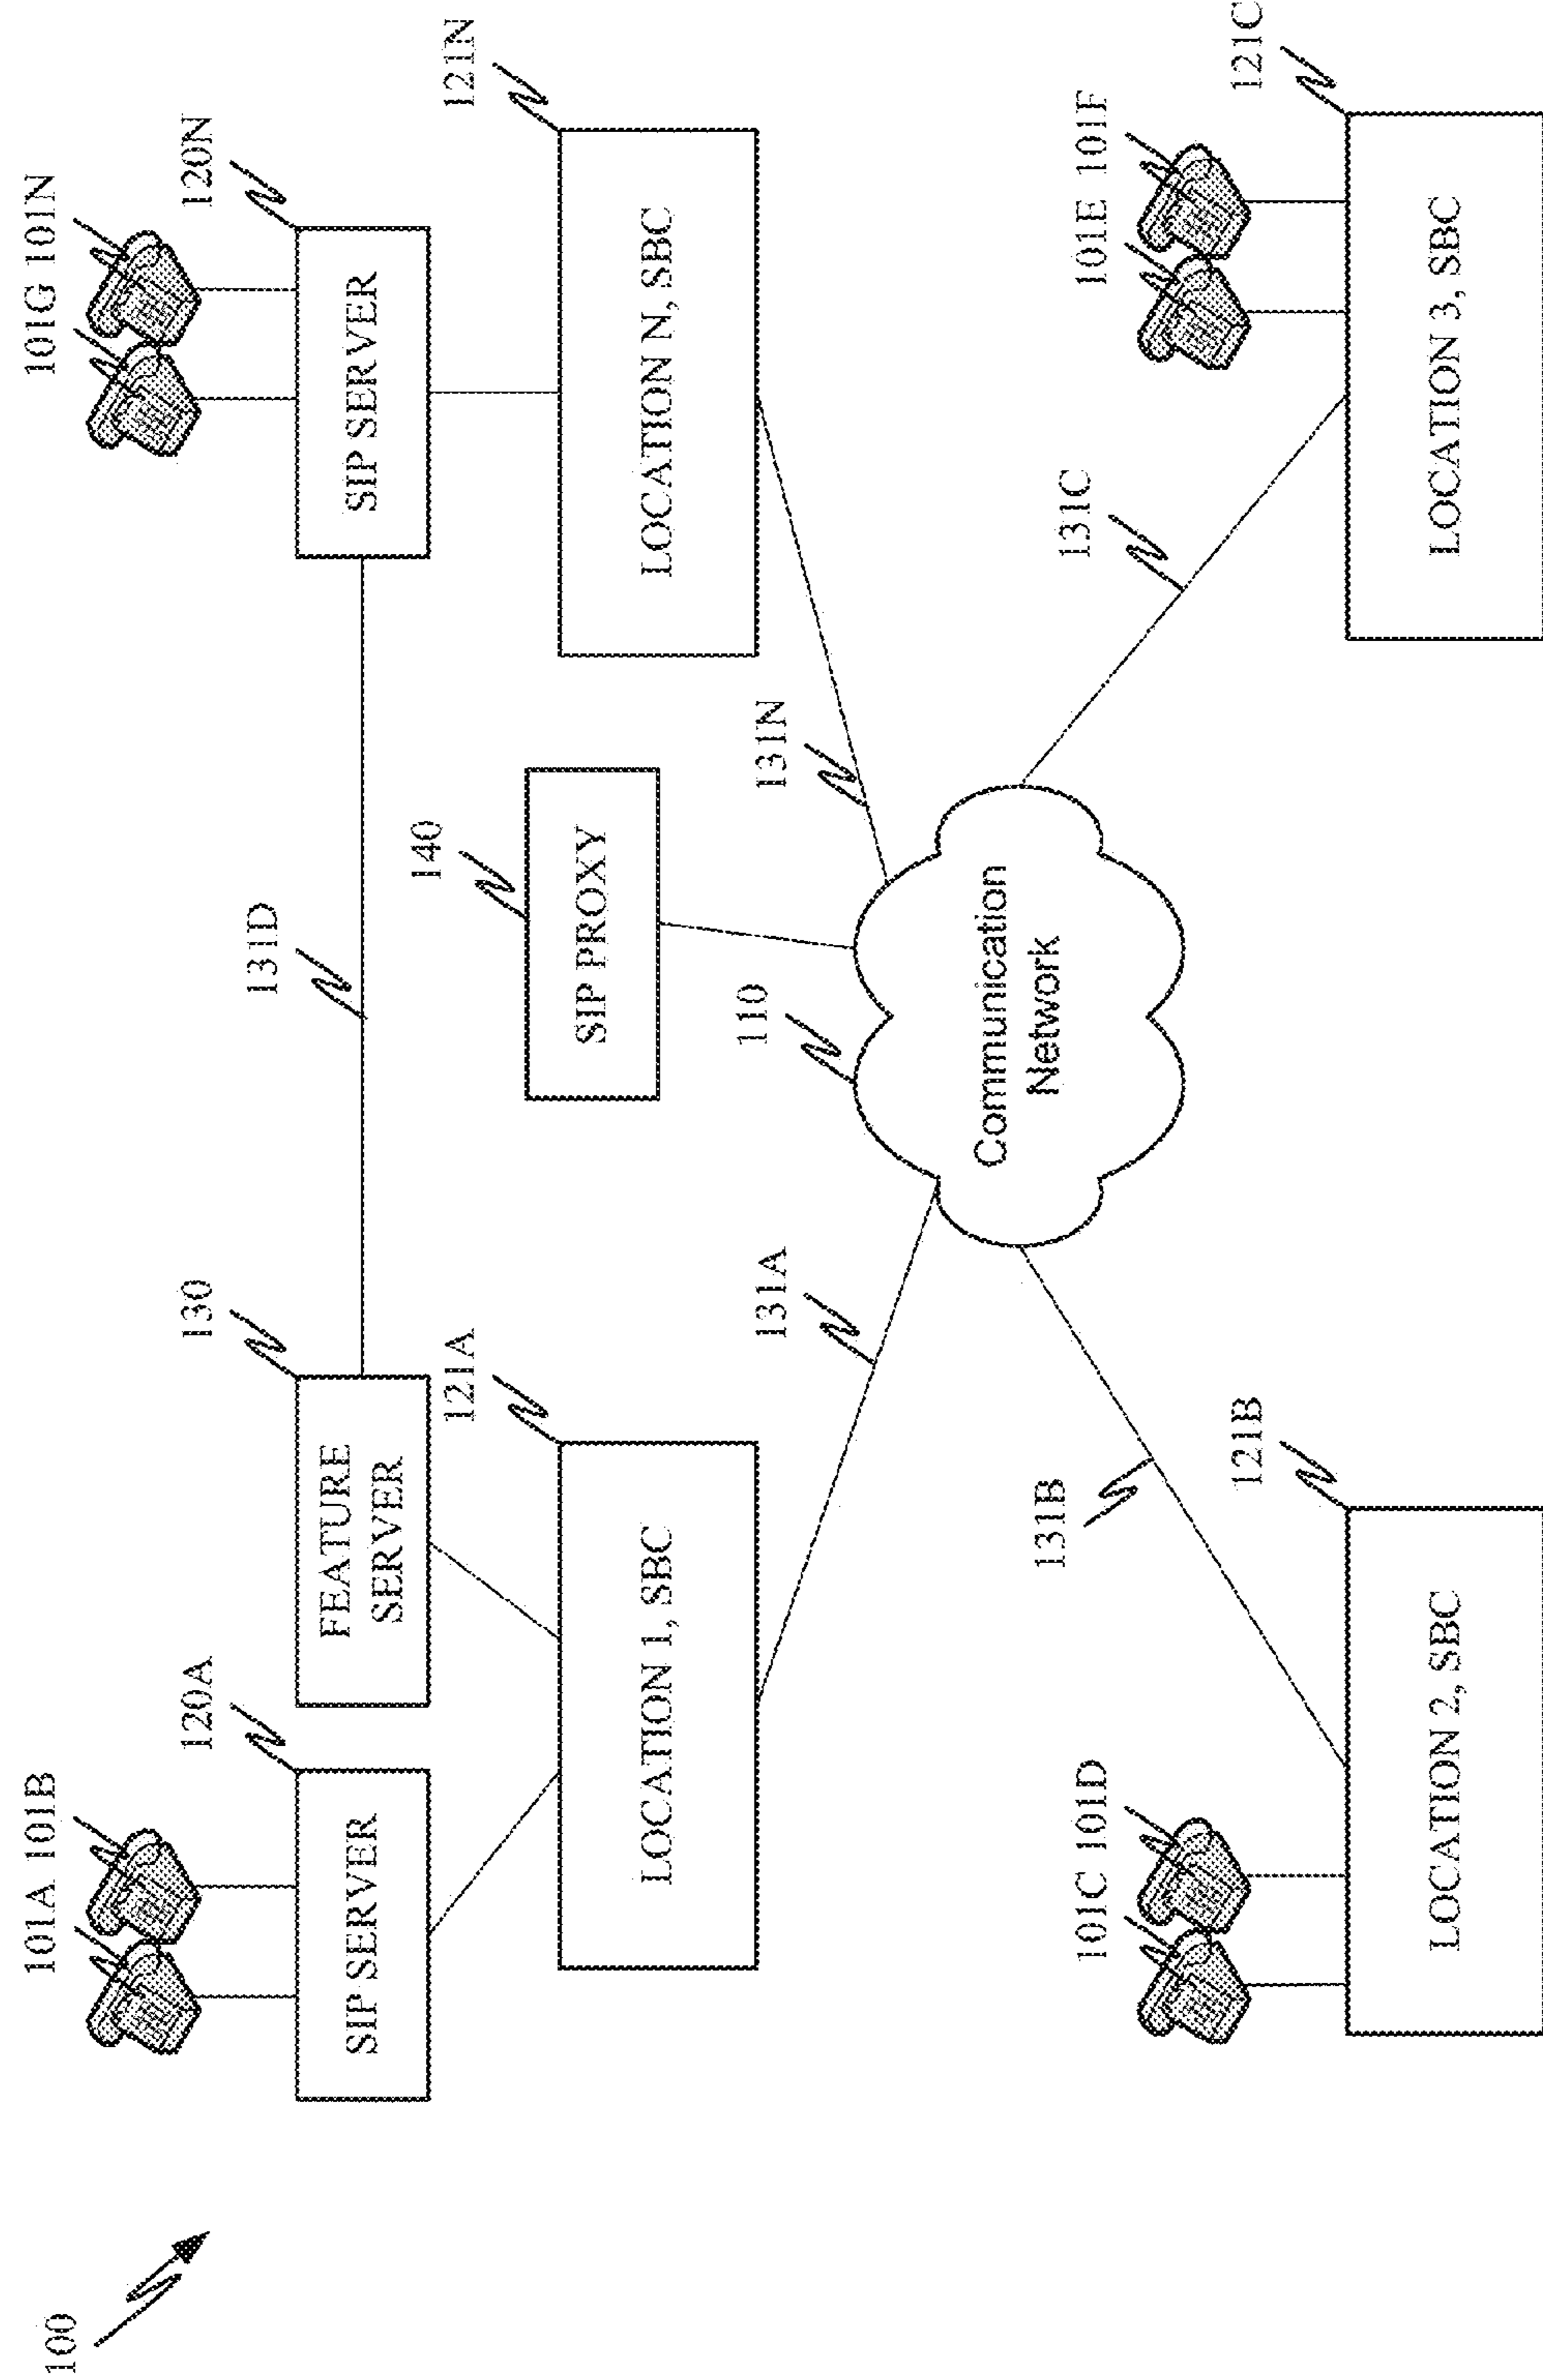 100
101A 101B
120A
SIP SERVER
130
FEATURE
SERVER
121A
LOCATION 1, SBC
131D
101G 101N
120N
SIP SERVER
121N
LOCATION N, SBC
140
SIP PROXY
131N
110
Communication
Network
131A
131B
131C
101C 101D
121B
LOCATION 2, SBC
101E 101F
121C
LOCATION 3, SBC